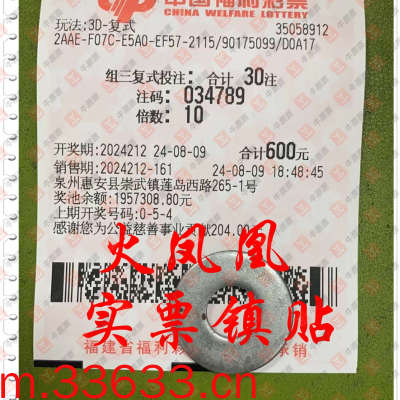 中国福利彩票
CHINA WELFARE LOTTERY
玩法:3D-复式 35058912
2AAE-F07C-E5A0-EF57-2115/90175099/D0A17
组三复式投注: 合计 30注
注码: 034789
倍数: 10
开奖期:2024212 24-08-09 合计600元
销售期:2024212-161 24-08-09 18:48:45
泉州惠安县崇武镇莲岛西路265-1号
奖池余额:1957308.80元
上期开奖号码:0-5-4
感谢您为公益慈善事业贡献204.00元
火凤凰
实票镇贴
福建省福利彩 承销
m.33633.cn